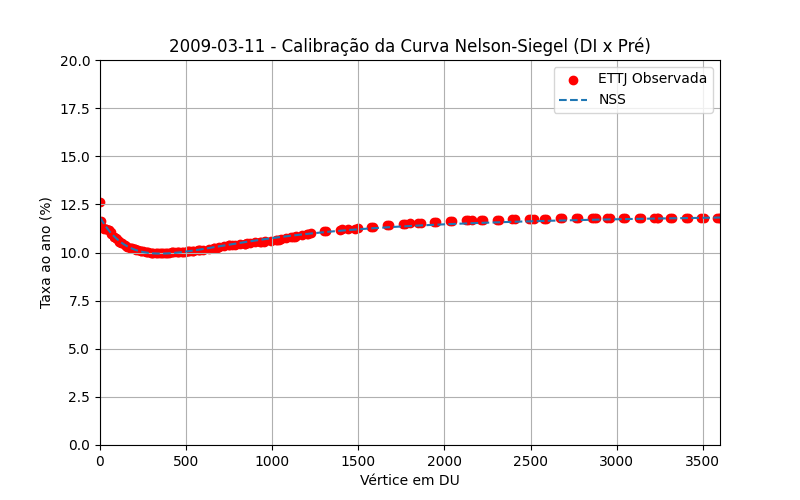 2009-03-11 - Calibração da Curva Nelson-Siegel (DI x Pré)
ETTJ Observada
NSS
Taxa ao ano (%)
20.0
17.5
15.0
12.5
10.0
7.5
5.0
2.5
0.0
0 500 1000 1500 2000 2500 3000 3500
Vértice em DU